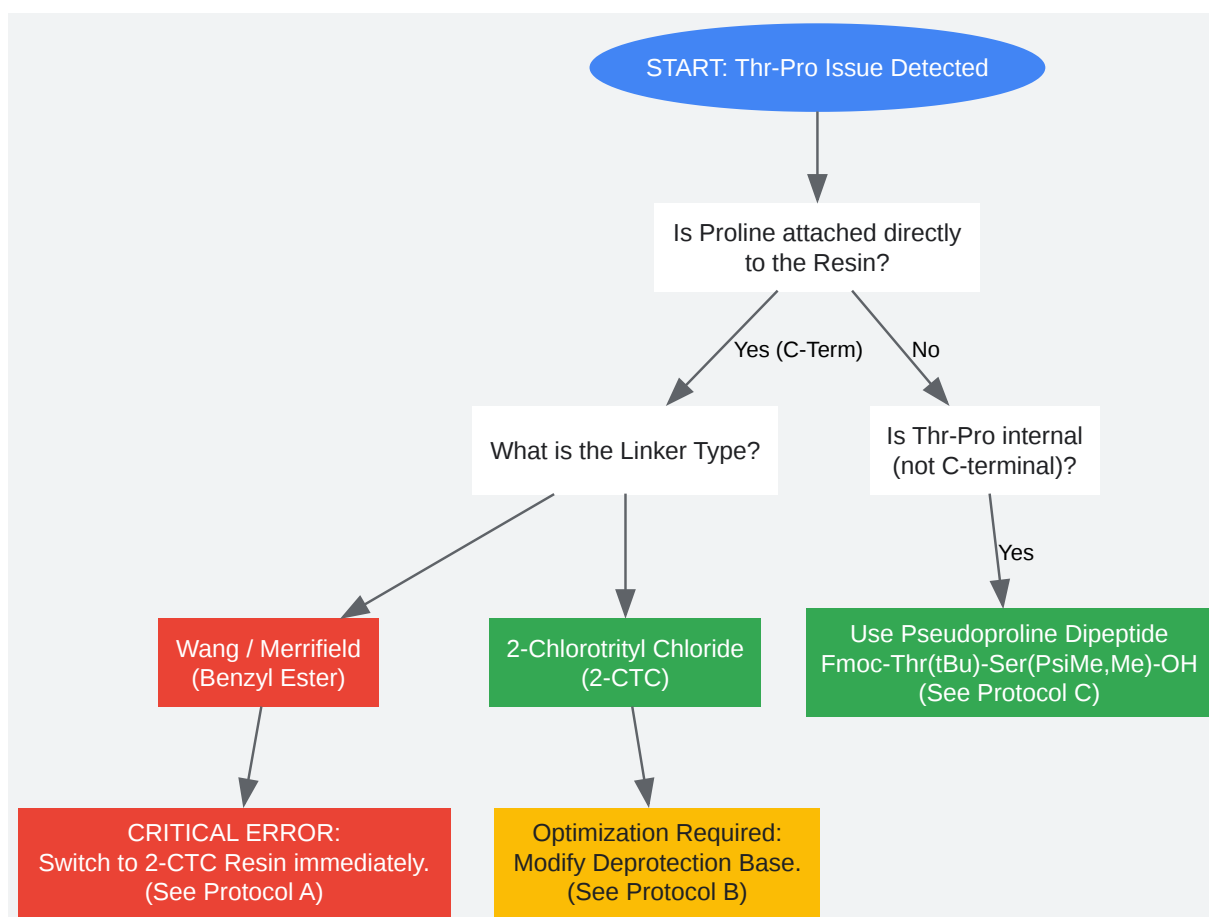 START: Thr-Pro Issue Detected
Is Proline attached directly
to the Resin?
Yes (C-Term)
No
What is the Linker Type?
Is Thr-Pro internal
(not C-terminal)?
Yes
Wang / Merrifield
(Benzyl Ester)
2-Chlorotrityl Chloride
(2-CTC)
Use Pseudoproline Dipeptide
Fmoc-Thr(tBu)-Ser(PsiMe,Me)-OH
(See Protocol C)
CRITICAL ERROR:
Switch to 2-CTC Resin immediately.
(See Protocol A)
Optimization Required:
Modify Deprotection Base.
(See Protocol B)